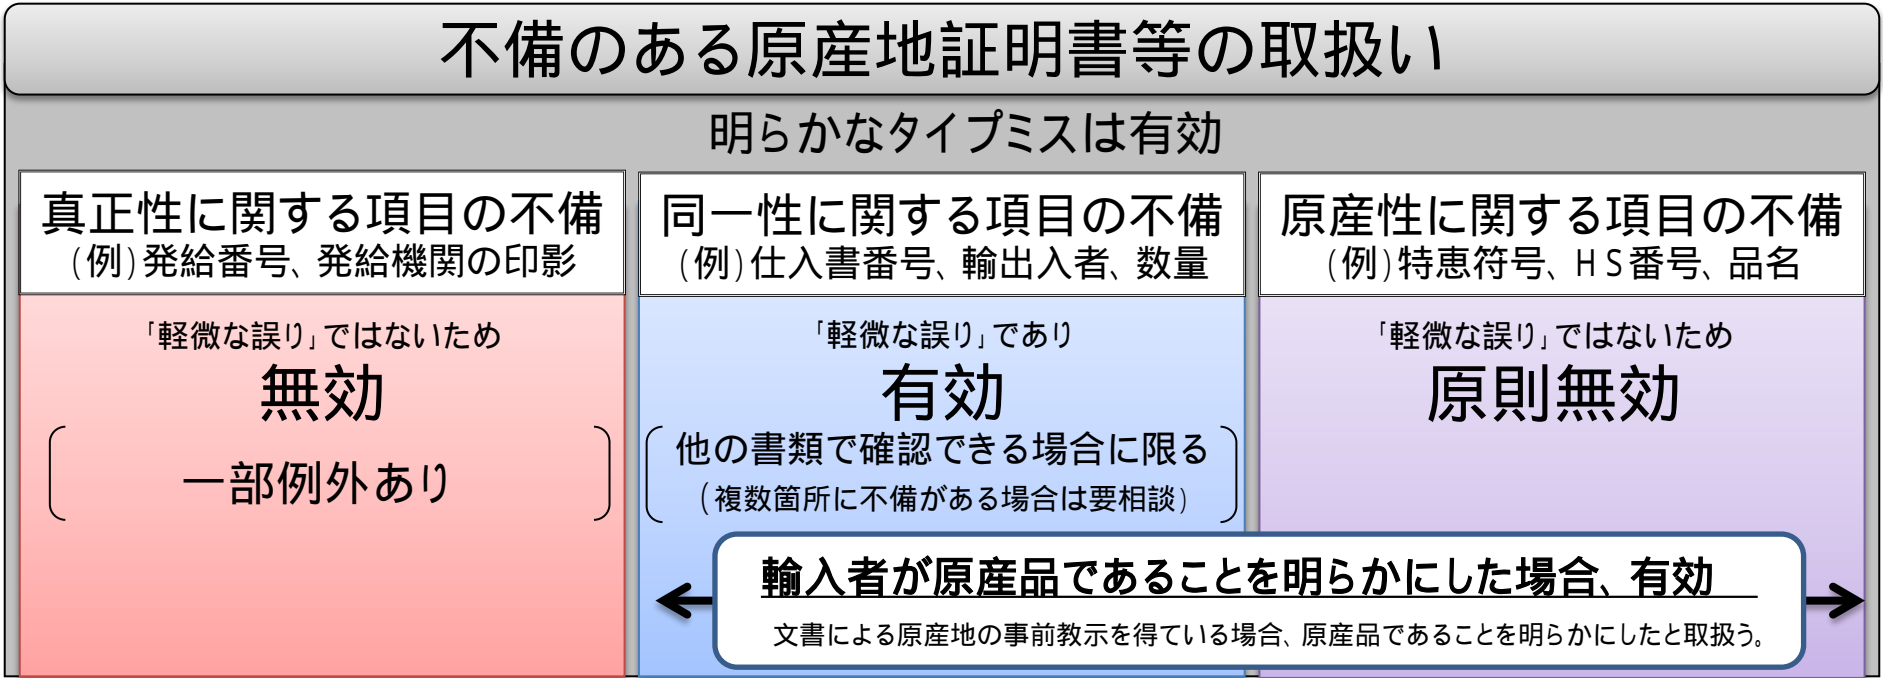 不備のある原産地証明書等の取扱い
明らかなタイプミスは有効
真正性に関する項目の不備
(例)発給番号、発給機関の印影
「軽微な誤り」ではないため
無効
一部例外あり
同一性に関する項目の不備
(例)仕入書番号、輸出入者、数量
「軽微な誤り」であり
有効
他の書類で確認できる場合に限る
(複数箇所に不備がある場合は要相談)
原産性に関する項目の不備
(例)特恵符号、HS番号、品名
「軽微な誤り」ではないため
原則無効
輸入者が原産品であることを明らかにした場合、有効
文書による原産地の事前教示を得ている場合、原産品であることを明らかにしたと取扱う。